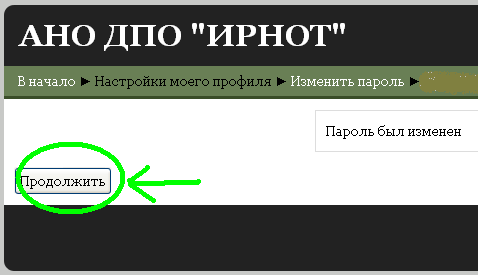 АНО ДПО "ИРНОТ"
В начало ► Настройки моего профиля ► Изменить пароль ►
Пароль был изменен
Продолжить